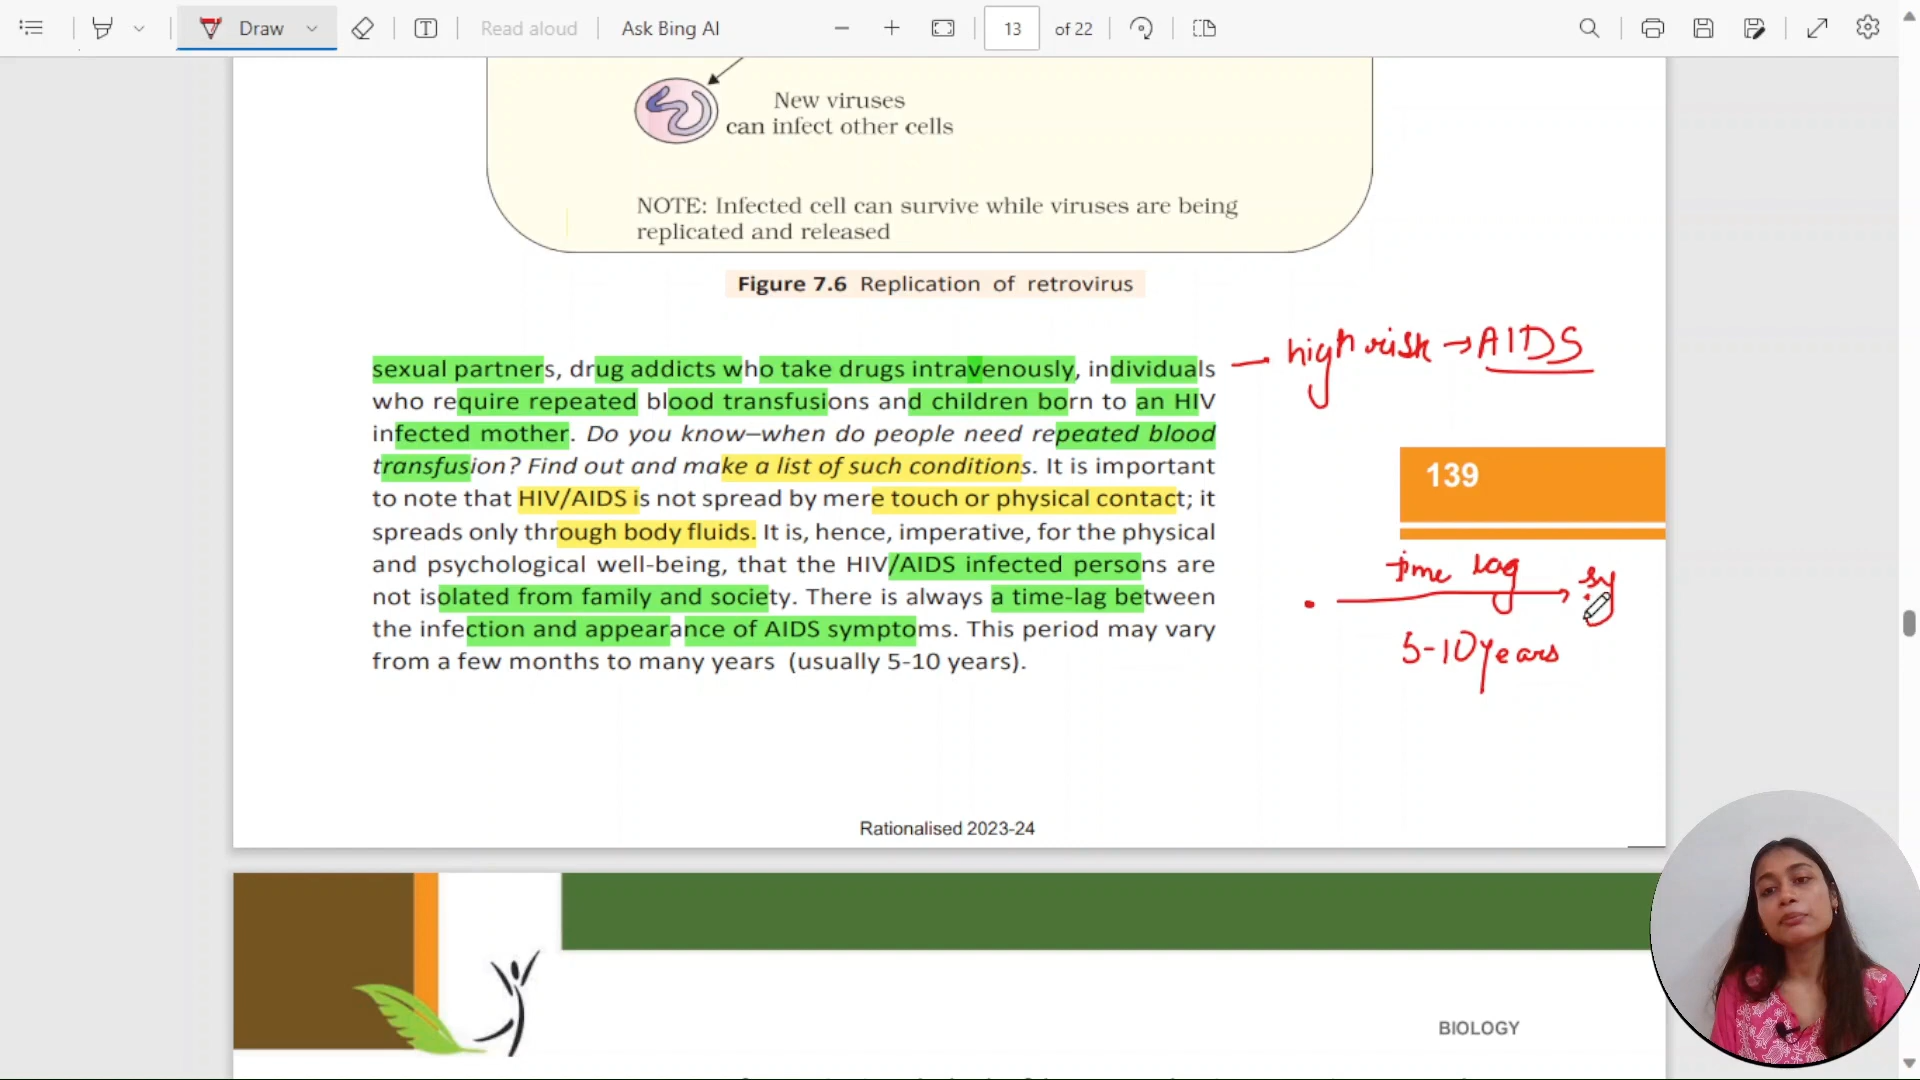 Draw
Read aloud
Ask Bing AI
13 of 22
New viruses
can infect other cells
NOTE: Infected cell can survive while viruses are being
replicated and released
Figure 7.6 Replication of retrovirus
sexual partners, drug addicts who take drugs intravenously, individuals
who require repeated blood transfusions and children born to an HIV
infected mother. Do you know–when do people need repeated blood
transfusion? Find out and make a list of such conditions. It is important
to note that HIV/AIDS is not spread by mere touch or physical contact; it
spreads only through body fluids. It is, hence, imperative, for the physical
and psychological well-being, that the HIV/AIDS infected persons are
not isolated from family and society. There is always a time-lag between
the infection and appearance of AIDS symptoms. This period may vary
from a few months to many years (usually 5-10 years).
high risk → AIDS
139
time lag
sy
5-10 years
Rationalised 2023-24
BIOLOGY